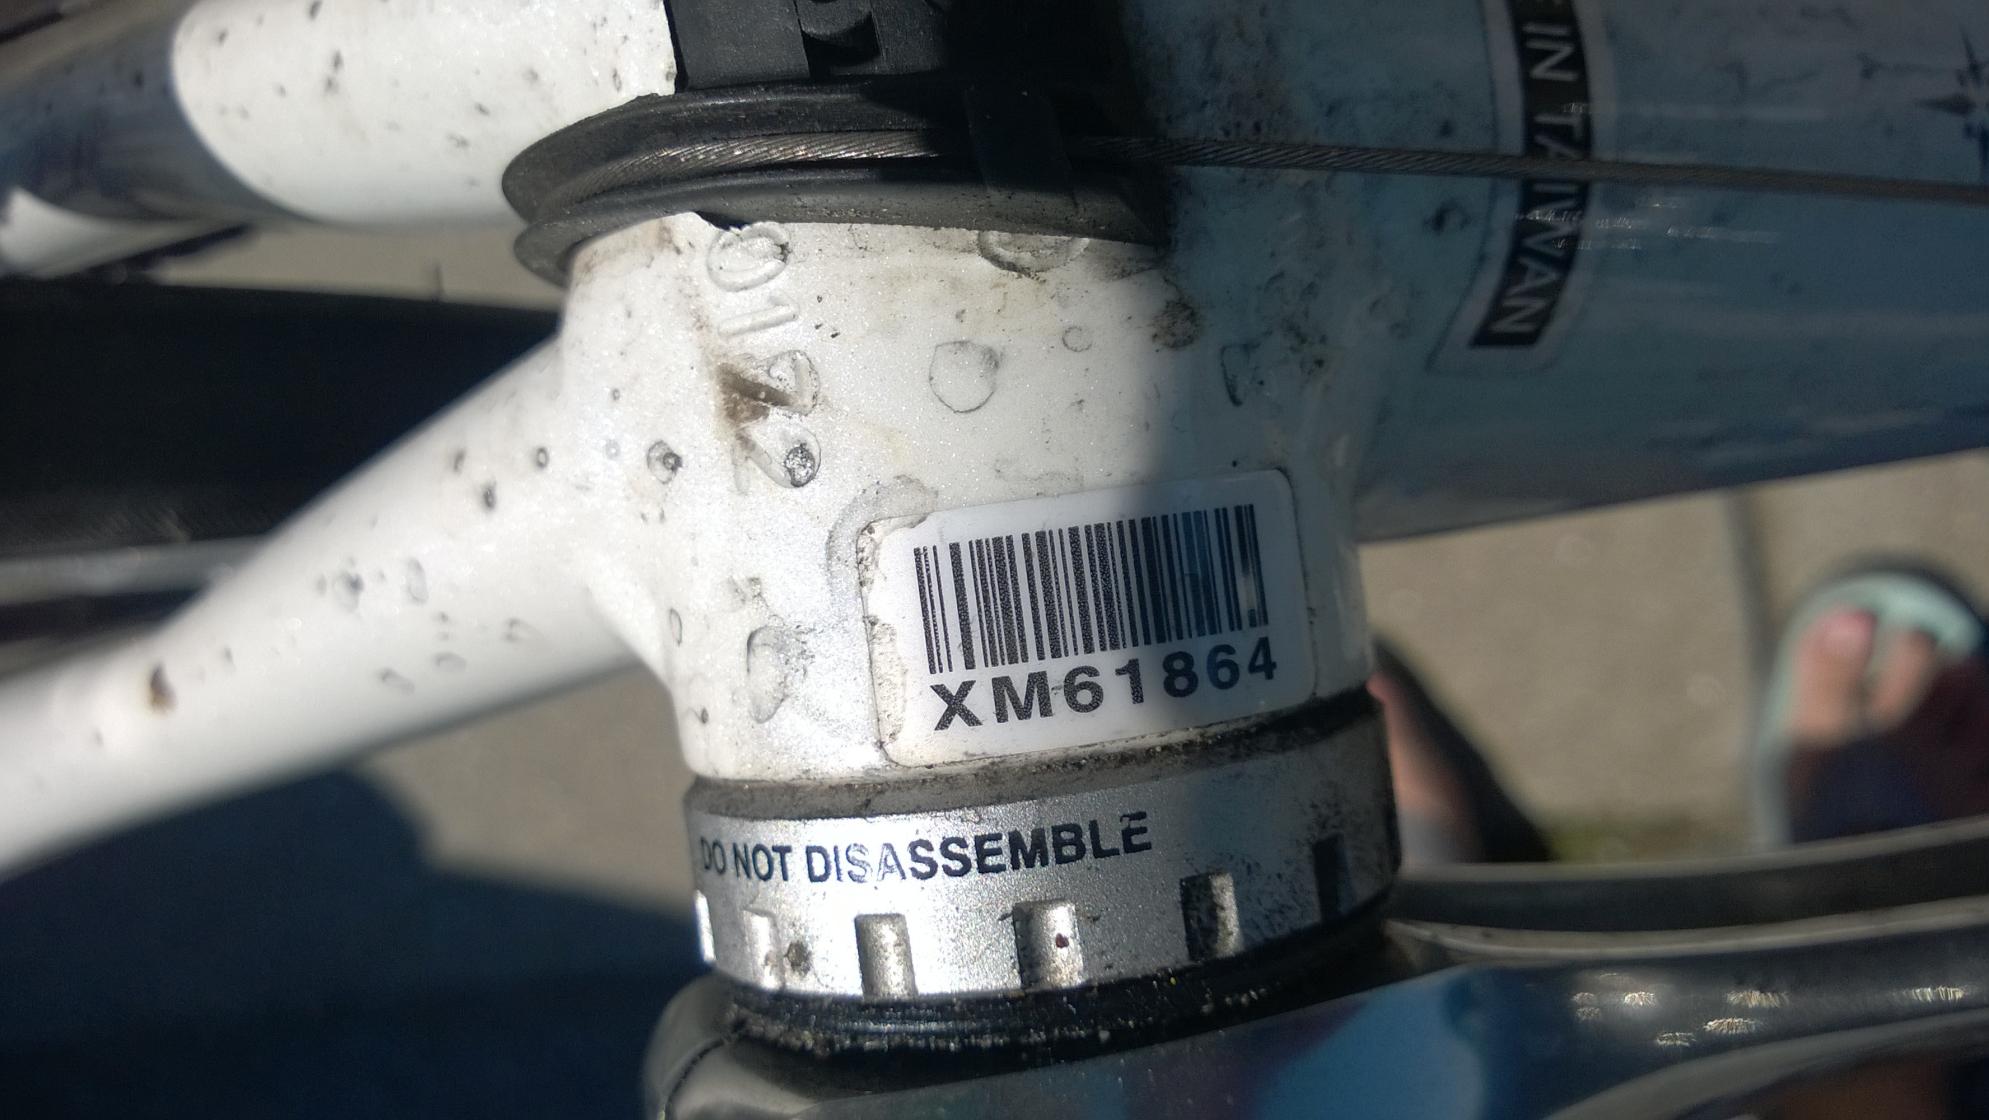 E IN TAIWAN
XM61864
DO NOT DISASSEMBLE